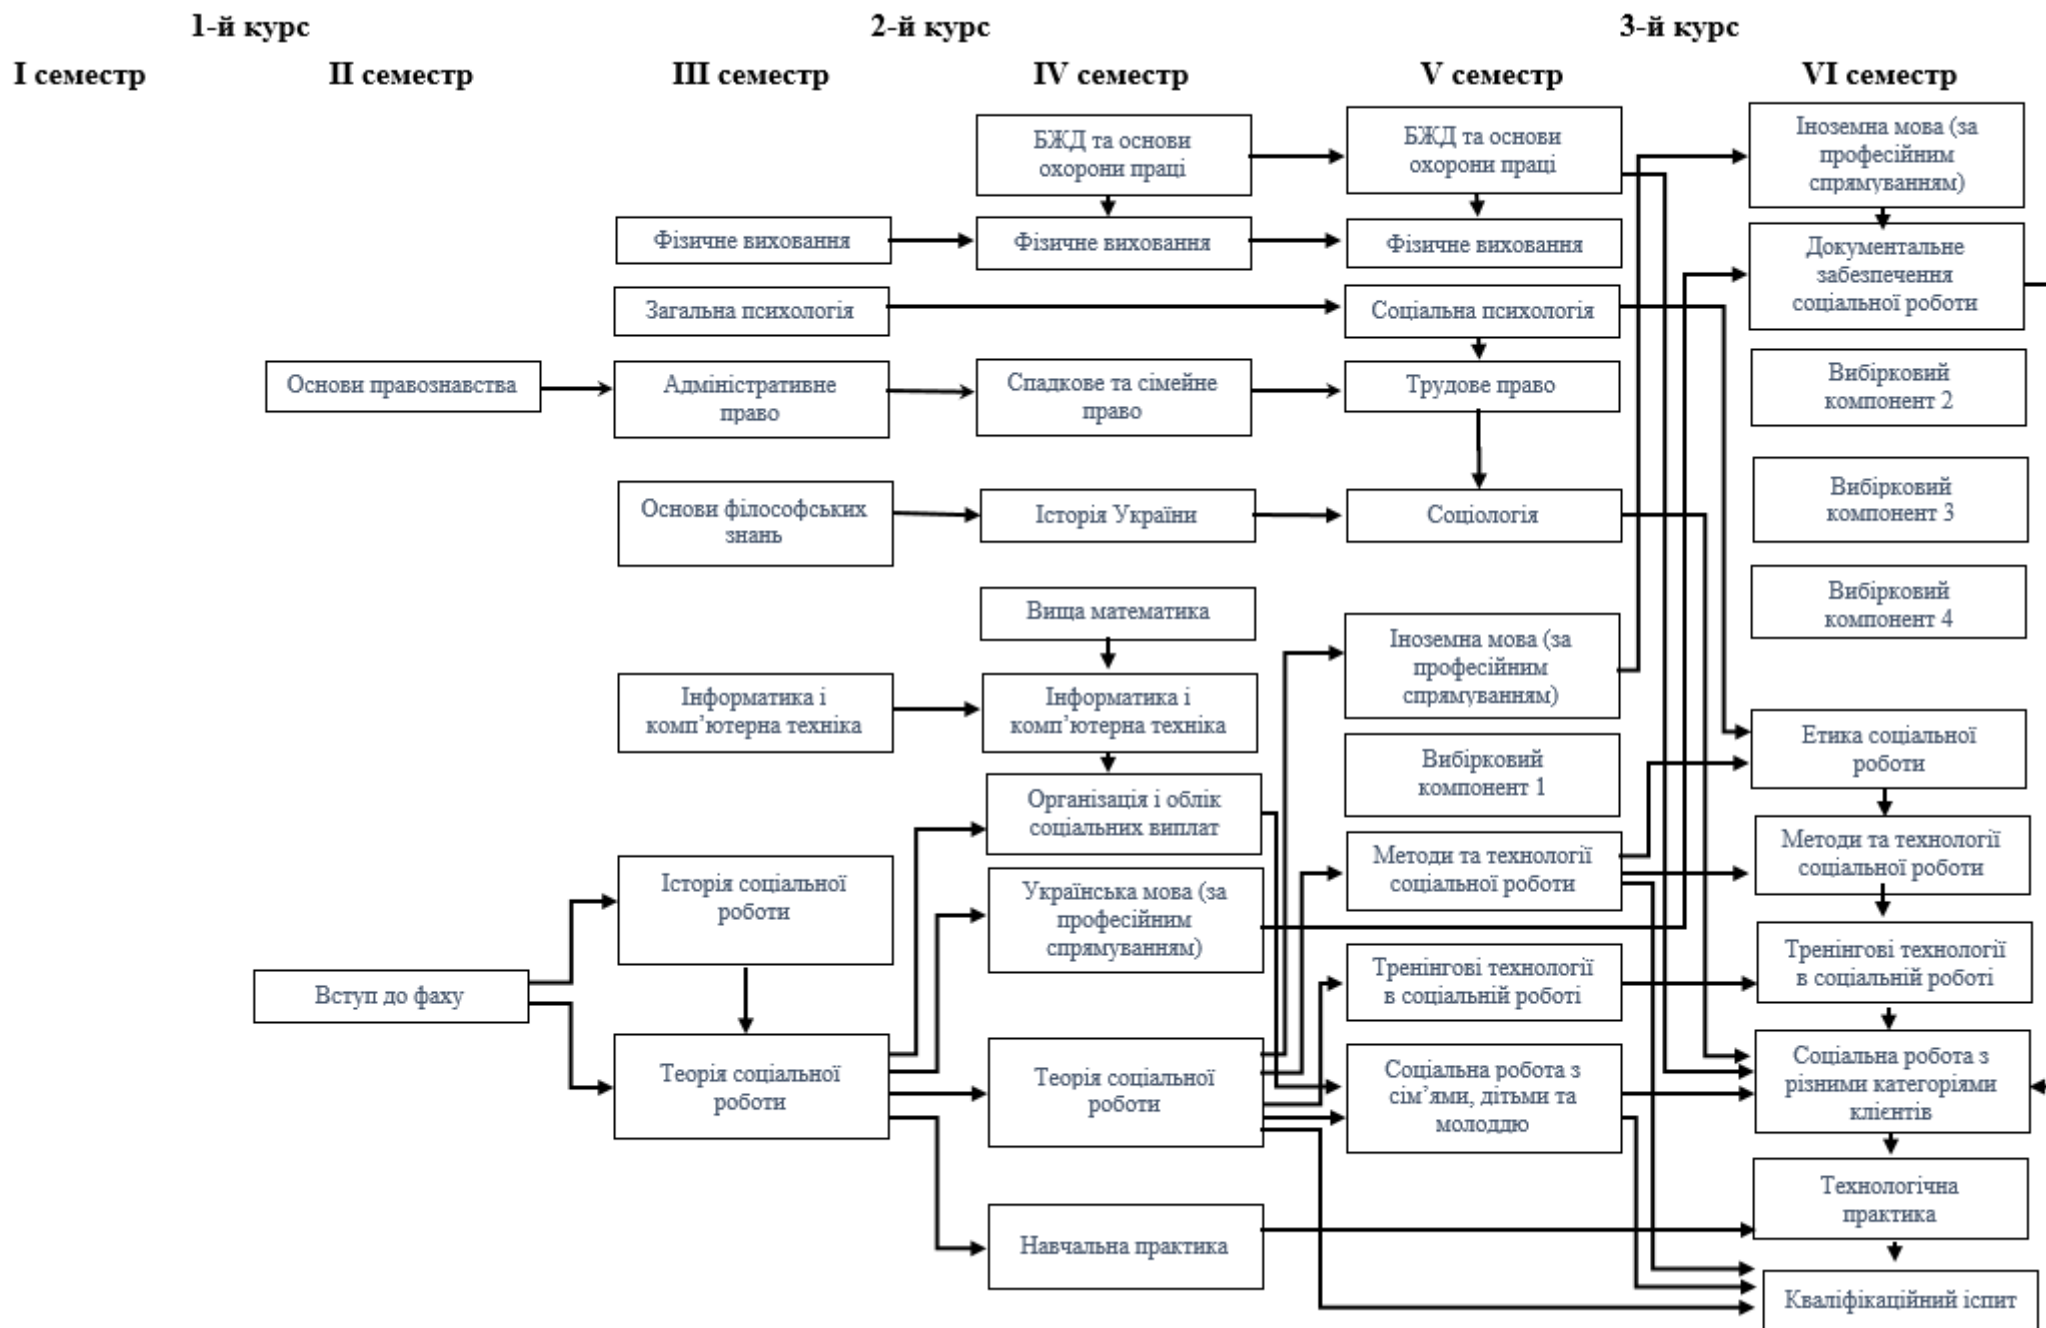 1-й курс
2-й курс
3-й курс
І семестр
ІІ семестр
ІІІ семестр
IV семестр
V семестр
VI семестр
Основи правознавства
Вступ до фаху
Фізичне виховання
Загальна психологія
Адміністративне
право
Основи філософських
знань
Інформатика і
комп’ютерна техніка
Історія соціальної
роботи
Теорія соціальної
роботи
БЖД та основи
охорони праці
Фізичне виховання
Спадкове та сімейне
право
Історія України
Вища математика
Інформатика і
комп’ютерна техніка
Організація і облік
соціальних виплат
Українська мова (за
професійним
спрямуванням)
Теорія соціальної
роботи
Навчальна практика
БЖД та основи
охорони праці
Фізичне виховання
Соціальна психологія
Трудове право
Соціологія
Іноземна мова (за
професійним
спрямуванням)
Вибірковий
компонент 1
Методи та технології
соціальної роботи
Тренінгові технології
в соціальній роботі
Соціальна робота з
сім’ями, дітьми та
молоддю
Іноземна мова (за
професійним
спрямуванням)
Документальне
забезпечення
соціальної роботи
Вибірковий
компонент 2
Вибірковий
компонент 3
Вибірковий
компонент 4
Етика соціальної
роботи
Методи та технології
соціальної роботи
Тренінгові технології
в соціальній роботі
Соціальна робота з
різними категоріями
клієнтів
Технологічна
практика
Кваліфікаційний іспит